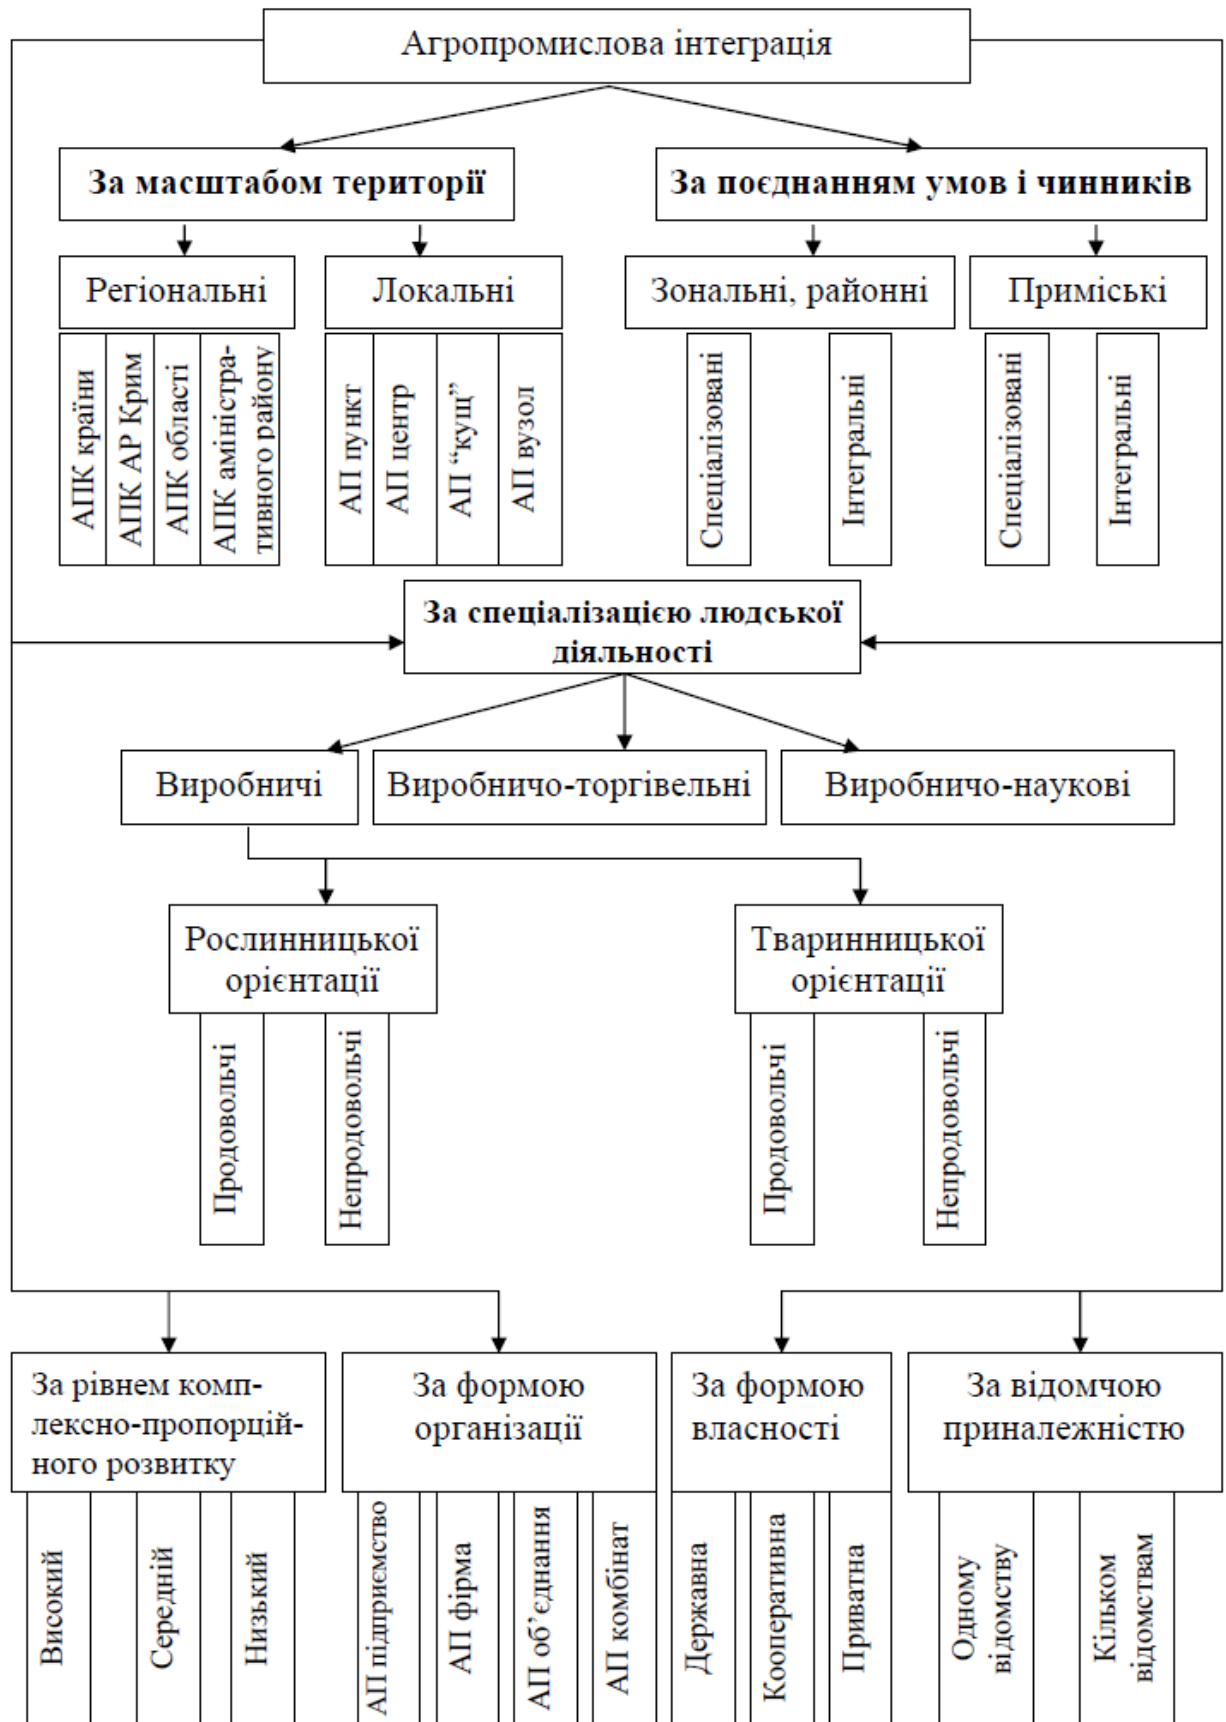 Агропромислова інтеграція
За масштабом території
За поєднанням умов і чинників
Регіональні
Локальні
Зональні, районні
Приміські
АПК країни
АПК АР Крим
АПК області
АПК аміністра-
тивного району
АП пункт
АП центр
АП “кущ”
АП вузол
Спеціалізовані
Інтегральні
Спеціалізовані
Інтегральні
За спеціалізацією людської
діяльності
Виробничі
Виробничо-торгівельні
Виробничо-наукові
Рослинницької
орієнтації
Тваринницької
орієнтації
Продовольчі
Непродовольчі
Продовольчі
Непродовольчі
За рівнем комп-
лексно-пропорцій-
ного розвитку
За формою
організації
За формою
власності
За відомчою
приналежністю
Високий
Середній
Низький
АП підприємство
АП фірма
АП об’єднання
АП комбінат
Державна
Кооперативна
Приватна
Одному
відомству
Кільком
відомствам